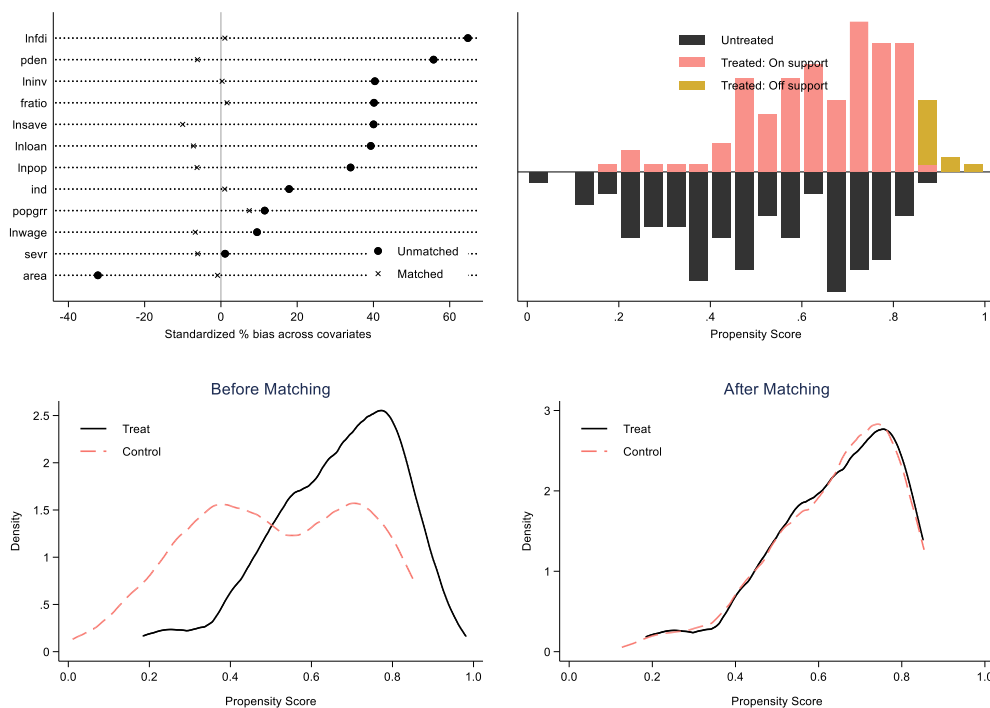 lnfdi
pden
lninv
fratio
lnsave
lnloan
lnpop
ind
popgrr
lnwage
sevr
area
Unmatched
Matched
-40 -20 0 20 40 60
Standardized % bias across covariates
Untreated
Treated: On support
Treated: Off support
0 .2 .4 .6 .8 1
Propensity Score
Before Matching
2.5
2
1.5
1
.5
0
Density
Treat
Control
0.0 0.2 0.4 0.6 0.8 1.0
Propensity Score
After Matching
3
2
1
0
Density
Treat
Control
0.0 0.2 0.4 0.6 0.8 1.0
Propensity Score